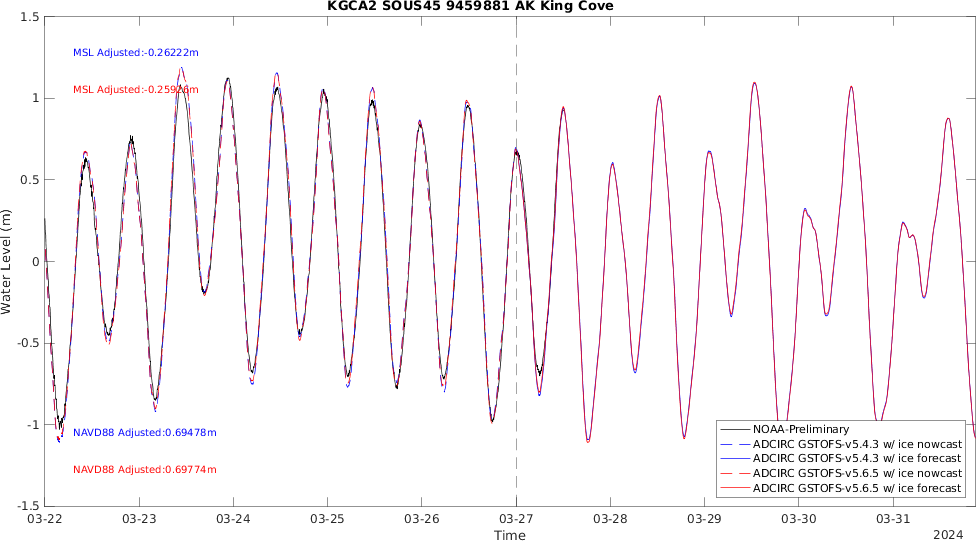 KGCA2 SOUS45 9459881 AK King Cove
1.5
1
0.5
0
-0.5
-1
-1.5
Water Level (m)
MSL Adjusted:-0.26222m
MSL Adjusted:-0.25926m
NAVD88 Adjusted:0.69478m
NAVD88 Adjusted:0.69774m
NOAA-Preliminary
ADCIRC GSTOFS-v5.4.3 w/ ice nowcast
ADCIRC GSTOFS-v5.4.3 w/ ice forecast
ADCIRC GSTOFS-v5.6.5 w/ ice nowcast
ADCIRC GSTOFS-v5.6.5 w/ ice forecast
03-22 03-23 03-24 03-25 03-26 03-27 03-28 03-29 03-30 03-31
Time
2024